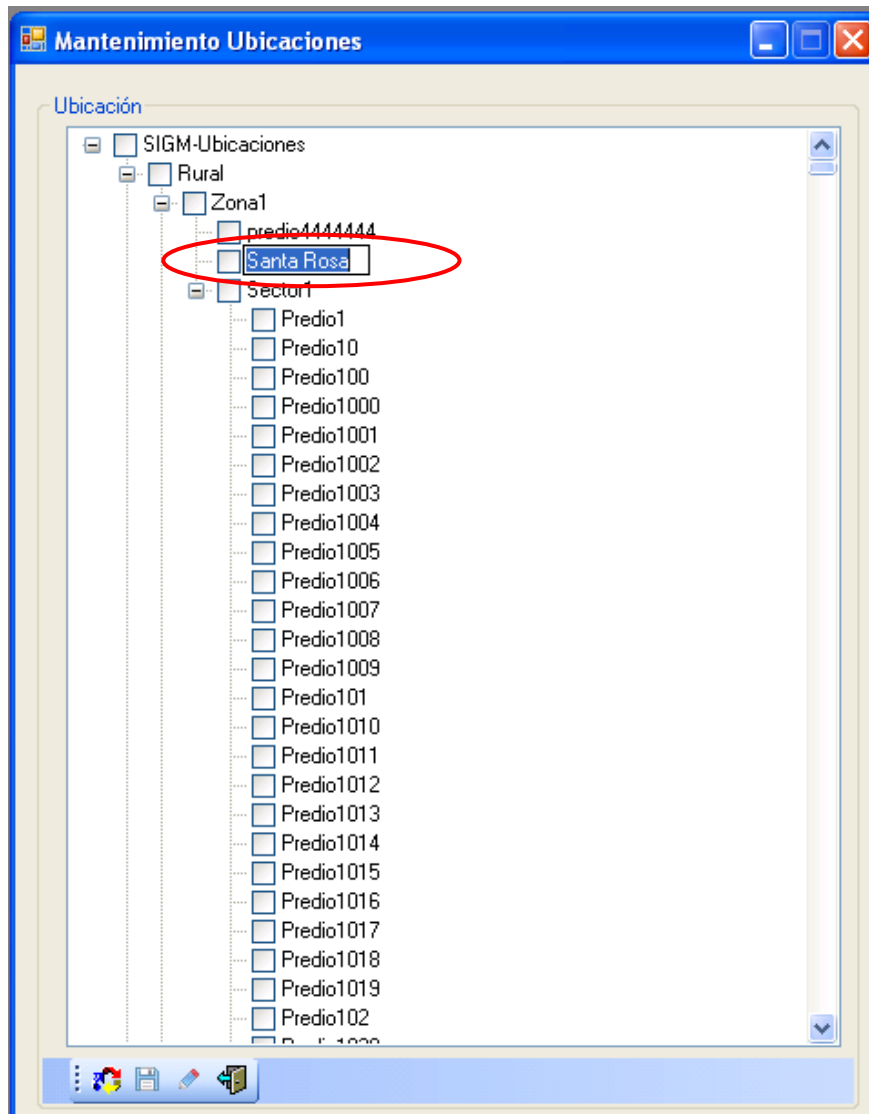 Mantenimiento Ubicaciones
Ubicación
SIGM-Ubicaciones
Rural
Zona1
predio4444444
Santa Rosa
Sector1
Predio1
Predio10
Predio100
Predio1000
Predio1001
Predio1002
Predio1003
Predio1004
Predio1005
Predio1006
Predio1007
Predio1008
Predio1009
Predio101
Predio1010
Predio1011
Predio1012
Predio1013
Predio1014
Predio1015
Predio1016
Predio1017
Predio1018
Predio1019
Predio102